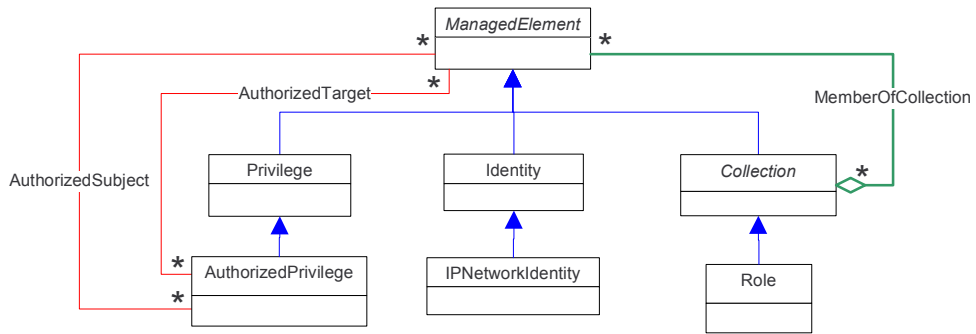 ManagedElement
*
*
*
AuthorizedTarget
MemberOfCollection
AuthorizedSubject
Privilege
Identity
Collection
*
*
AuthorizedPrivilege
IPNetworkIdentity
Role
*